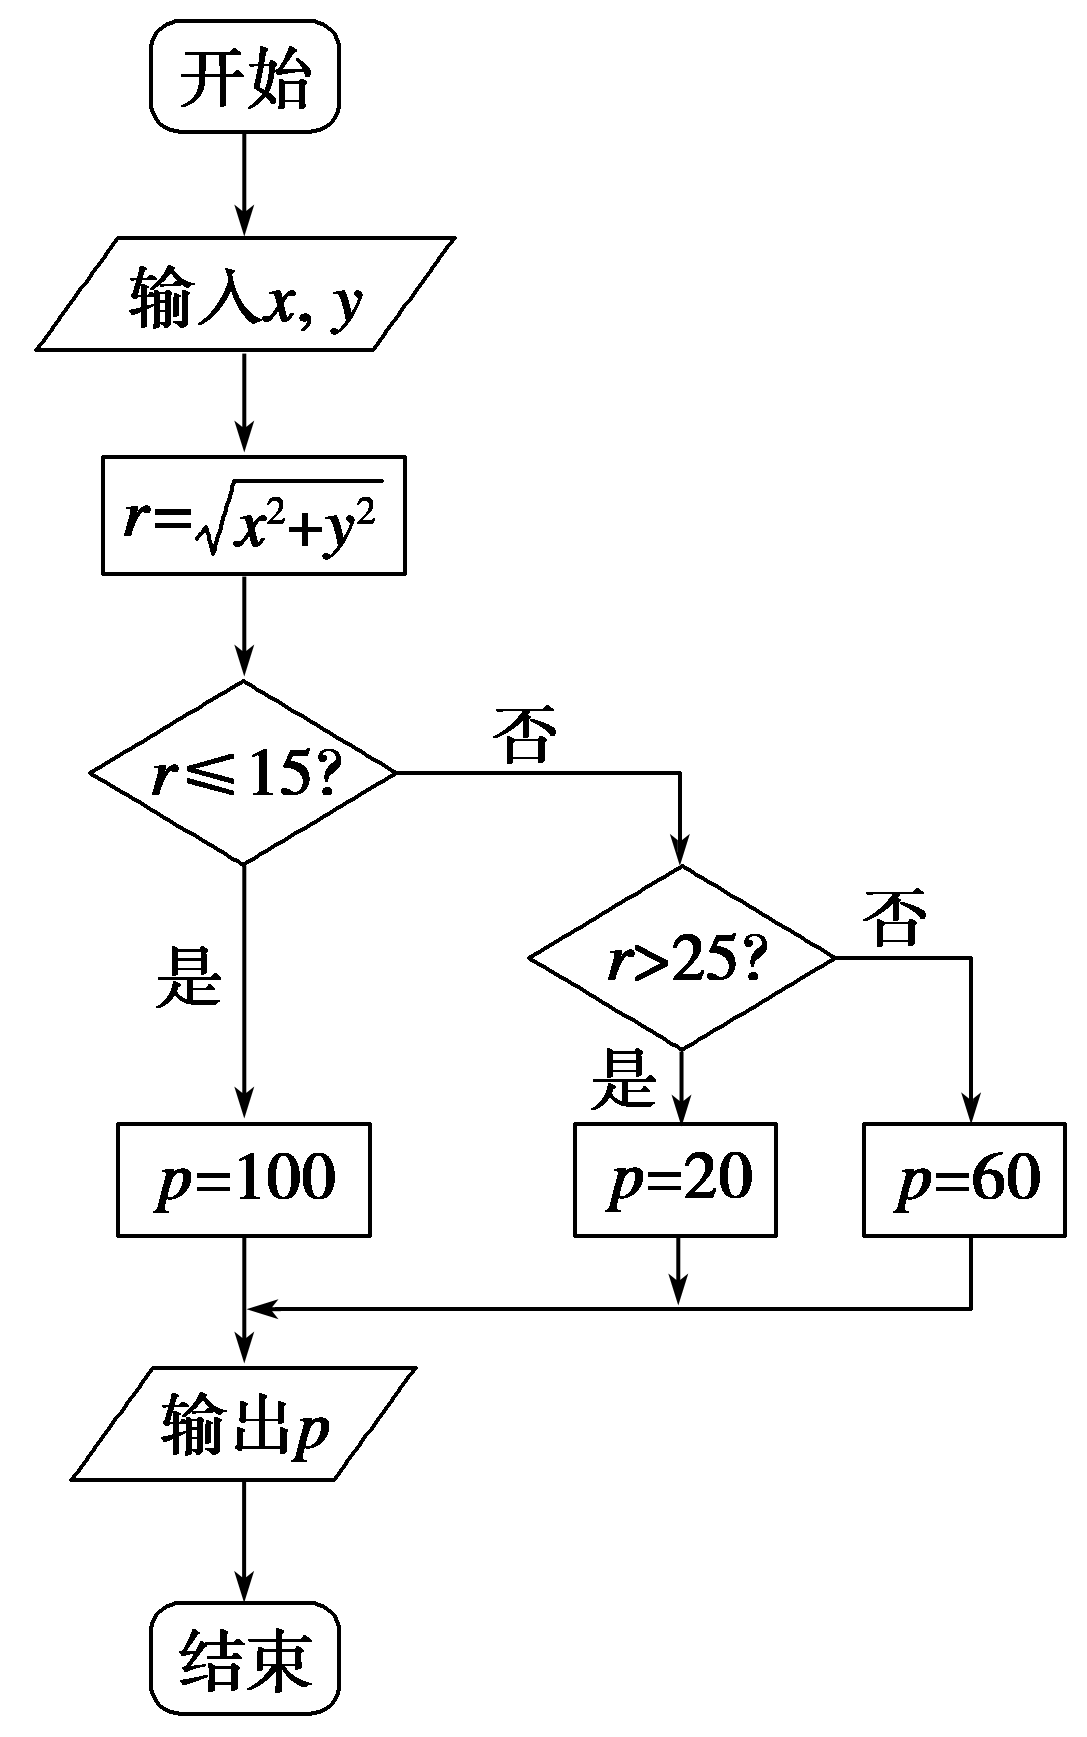 开始
输入x, y
r=√x²+y²
r≤15?
否
r>25?
否
是
是
p=100
p=20
p=60
输出p
结束